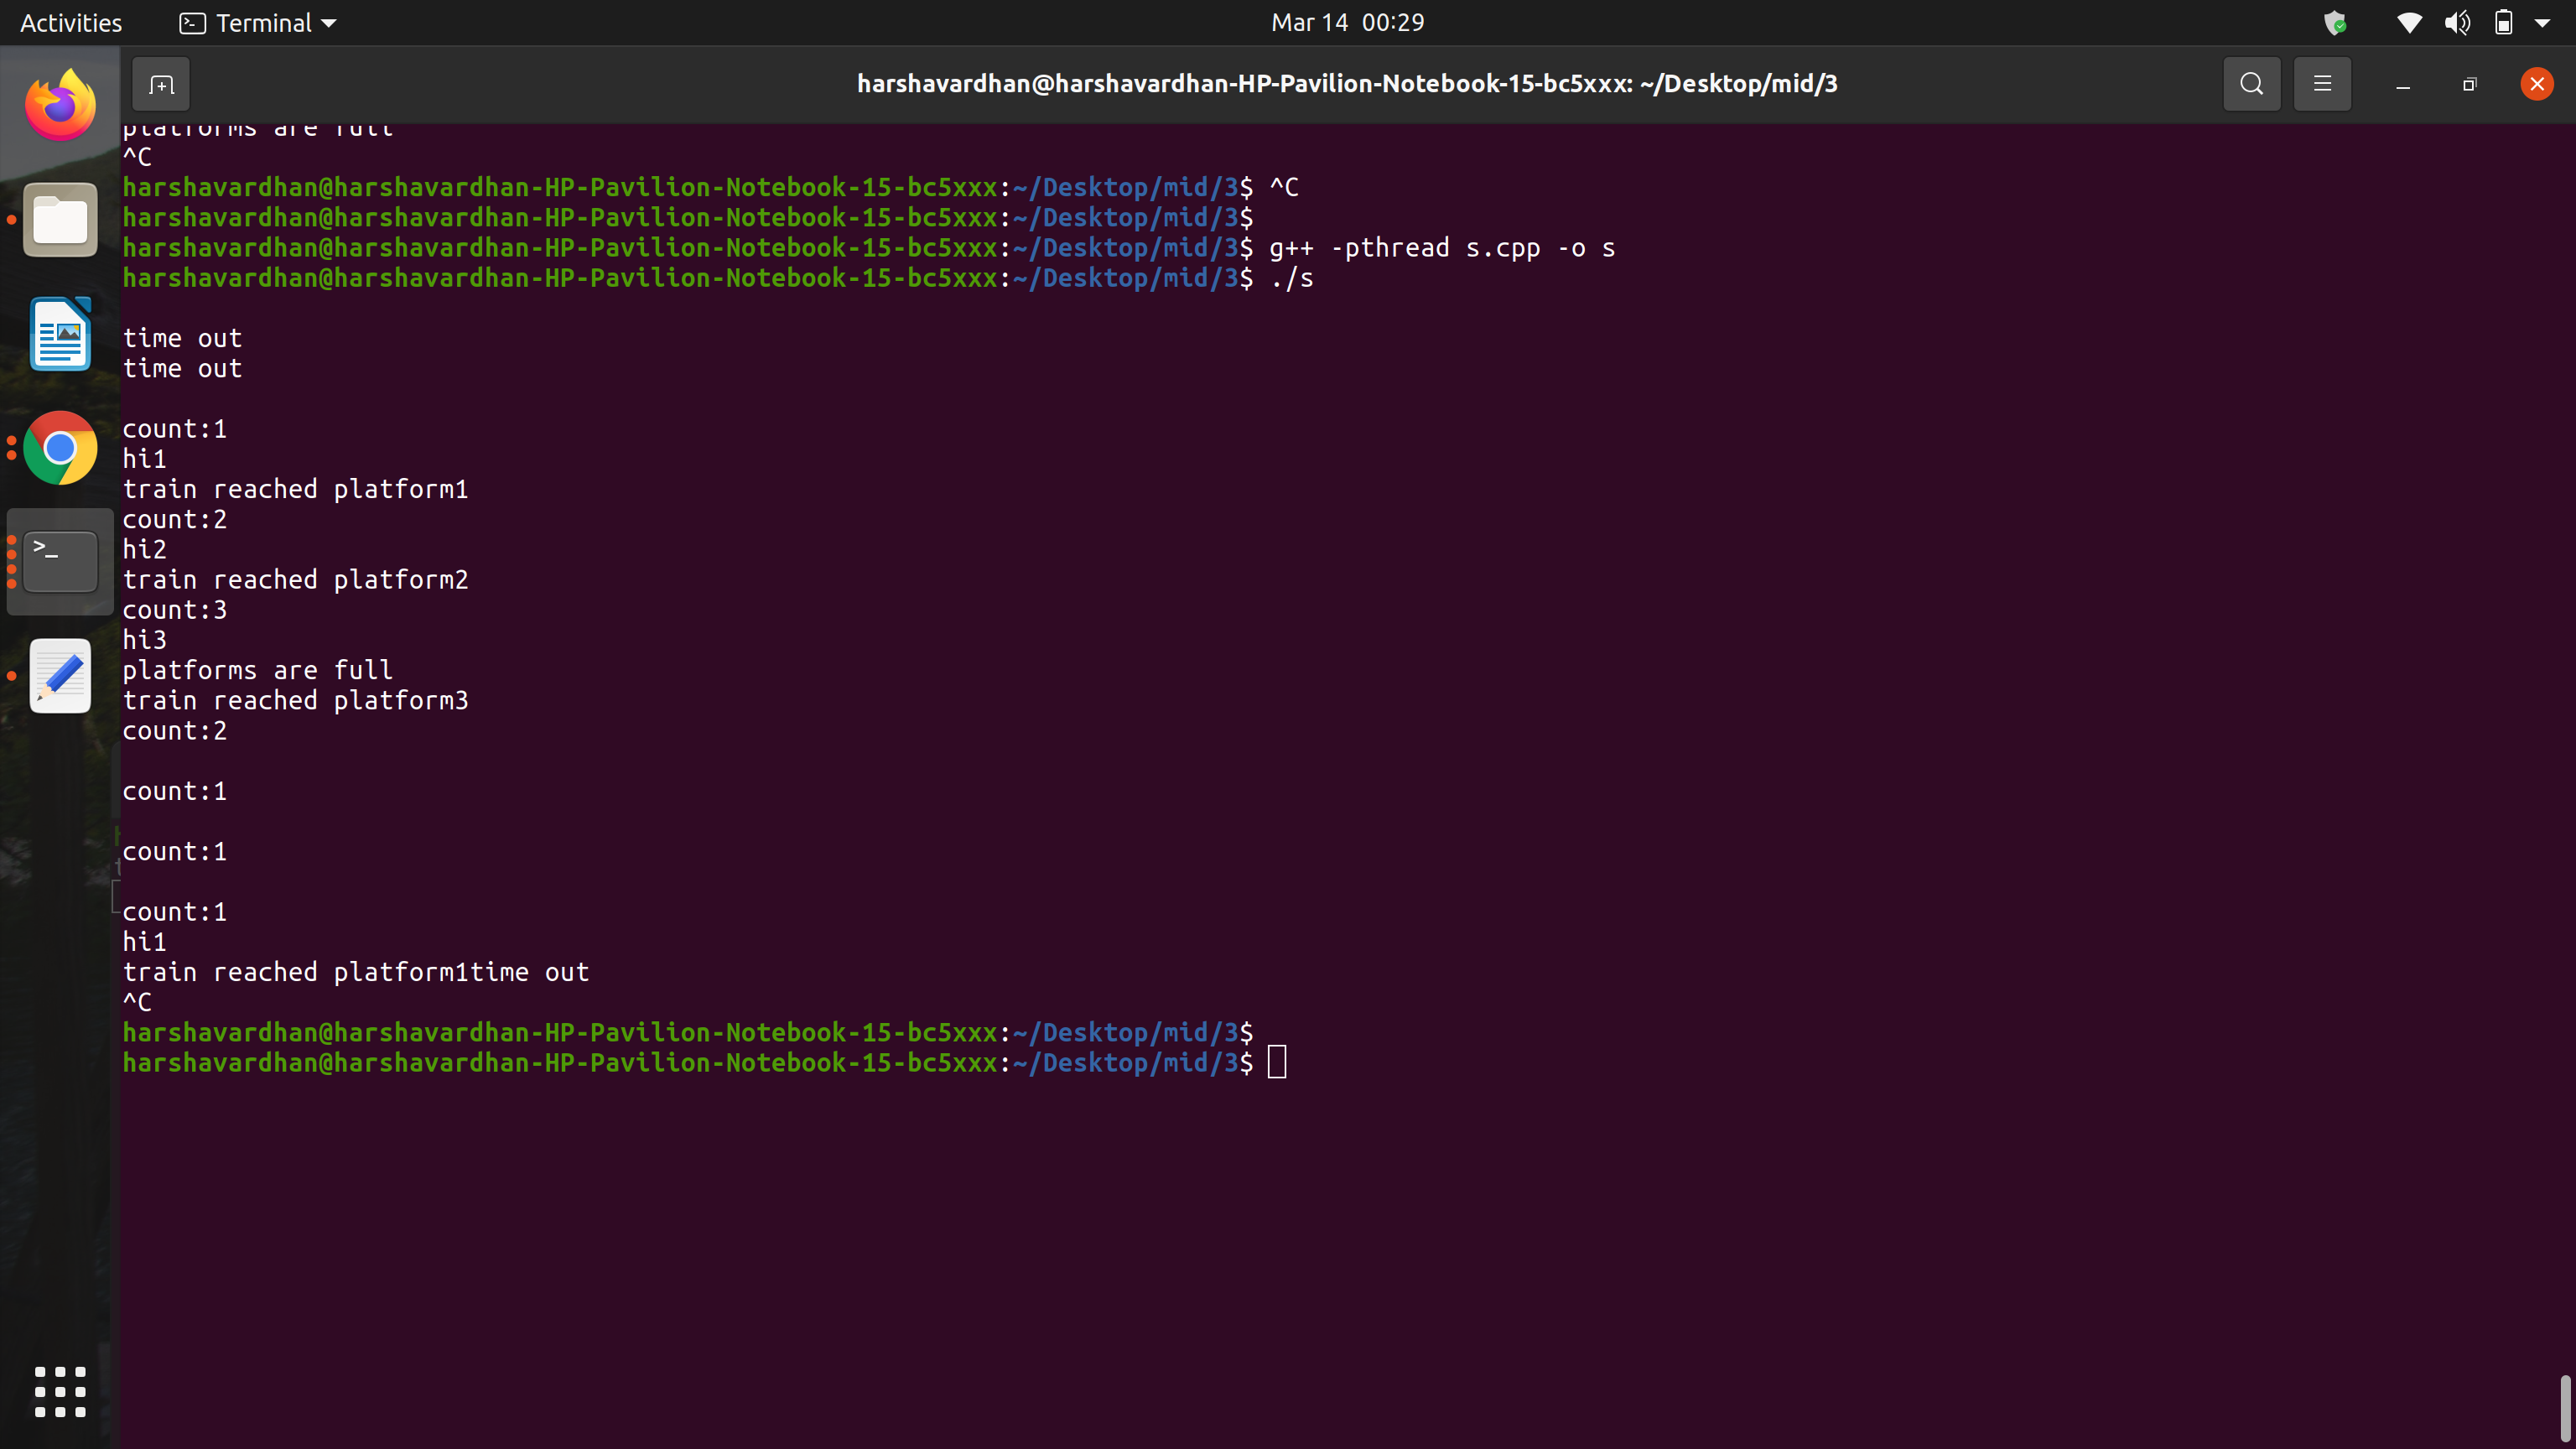 Activities Terminal Mar 14 00:29
harshavardhan@harshavardhan-HP-Pavilion-Notebook-15-bc5xxx: ~/Desktop/mid/3
platforms are full
^C
harshavardhan@harshavardhan-HP-Pavilion-Notebook-15-bc5xxx:~/Desktop/mid/3$ ^C
harshavardhan@harshavardhan-HP-Pavilion-Notebook-15-bc5xxx:~/Desktop/mid/3$
harshavardhan@harshavardhan-HP-Pavilion-Notebook-15-bc5xxx:~/Desktop/mid/3$ g++ -pthread s.cpp -o s
harshavardhan@harshavardhan-HP-Pavilion-Notebook-15-bc5xxx:~/Desktop/mid/3$ ./s
time out
time out
count:1
hi1
train reached platform1
count:2
hi2
train reached platform2
count:3
hi3
platforms are full
train reached platform3
count:2
count:1
count:1
count:1
hi1
train reached platform1time out
^C
harshavardhan@harshavardhan-HP-Pavilion-Notebook-15-bc5xxx:~/Desktop/mid/3$
harshavardhan@harshavardhan-HP-Pavilion-Notebook-15-bc5xxx:~/Desktop/mid/3$